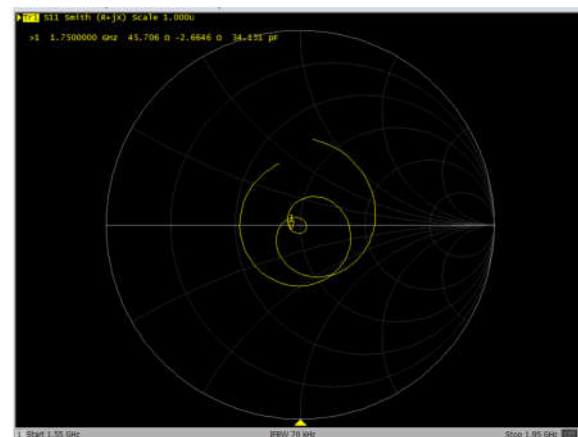 Tr1 S11 Smith (R+jX) Scale 1.000U
>1 1.7500000 GHz 45.706 Ω -2.6646 Ω 34.131 pF
1
1 Start 1.55 GHz IFBW 70 kHz Stop 1.95 GHz